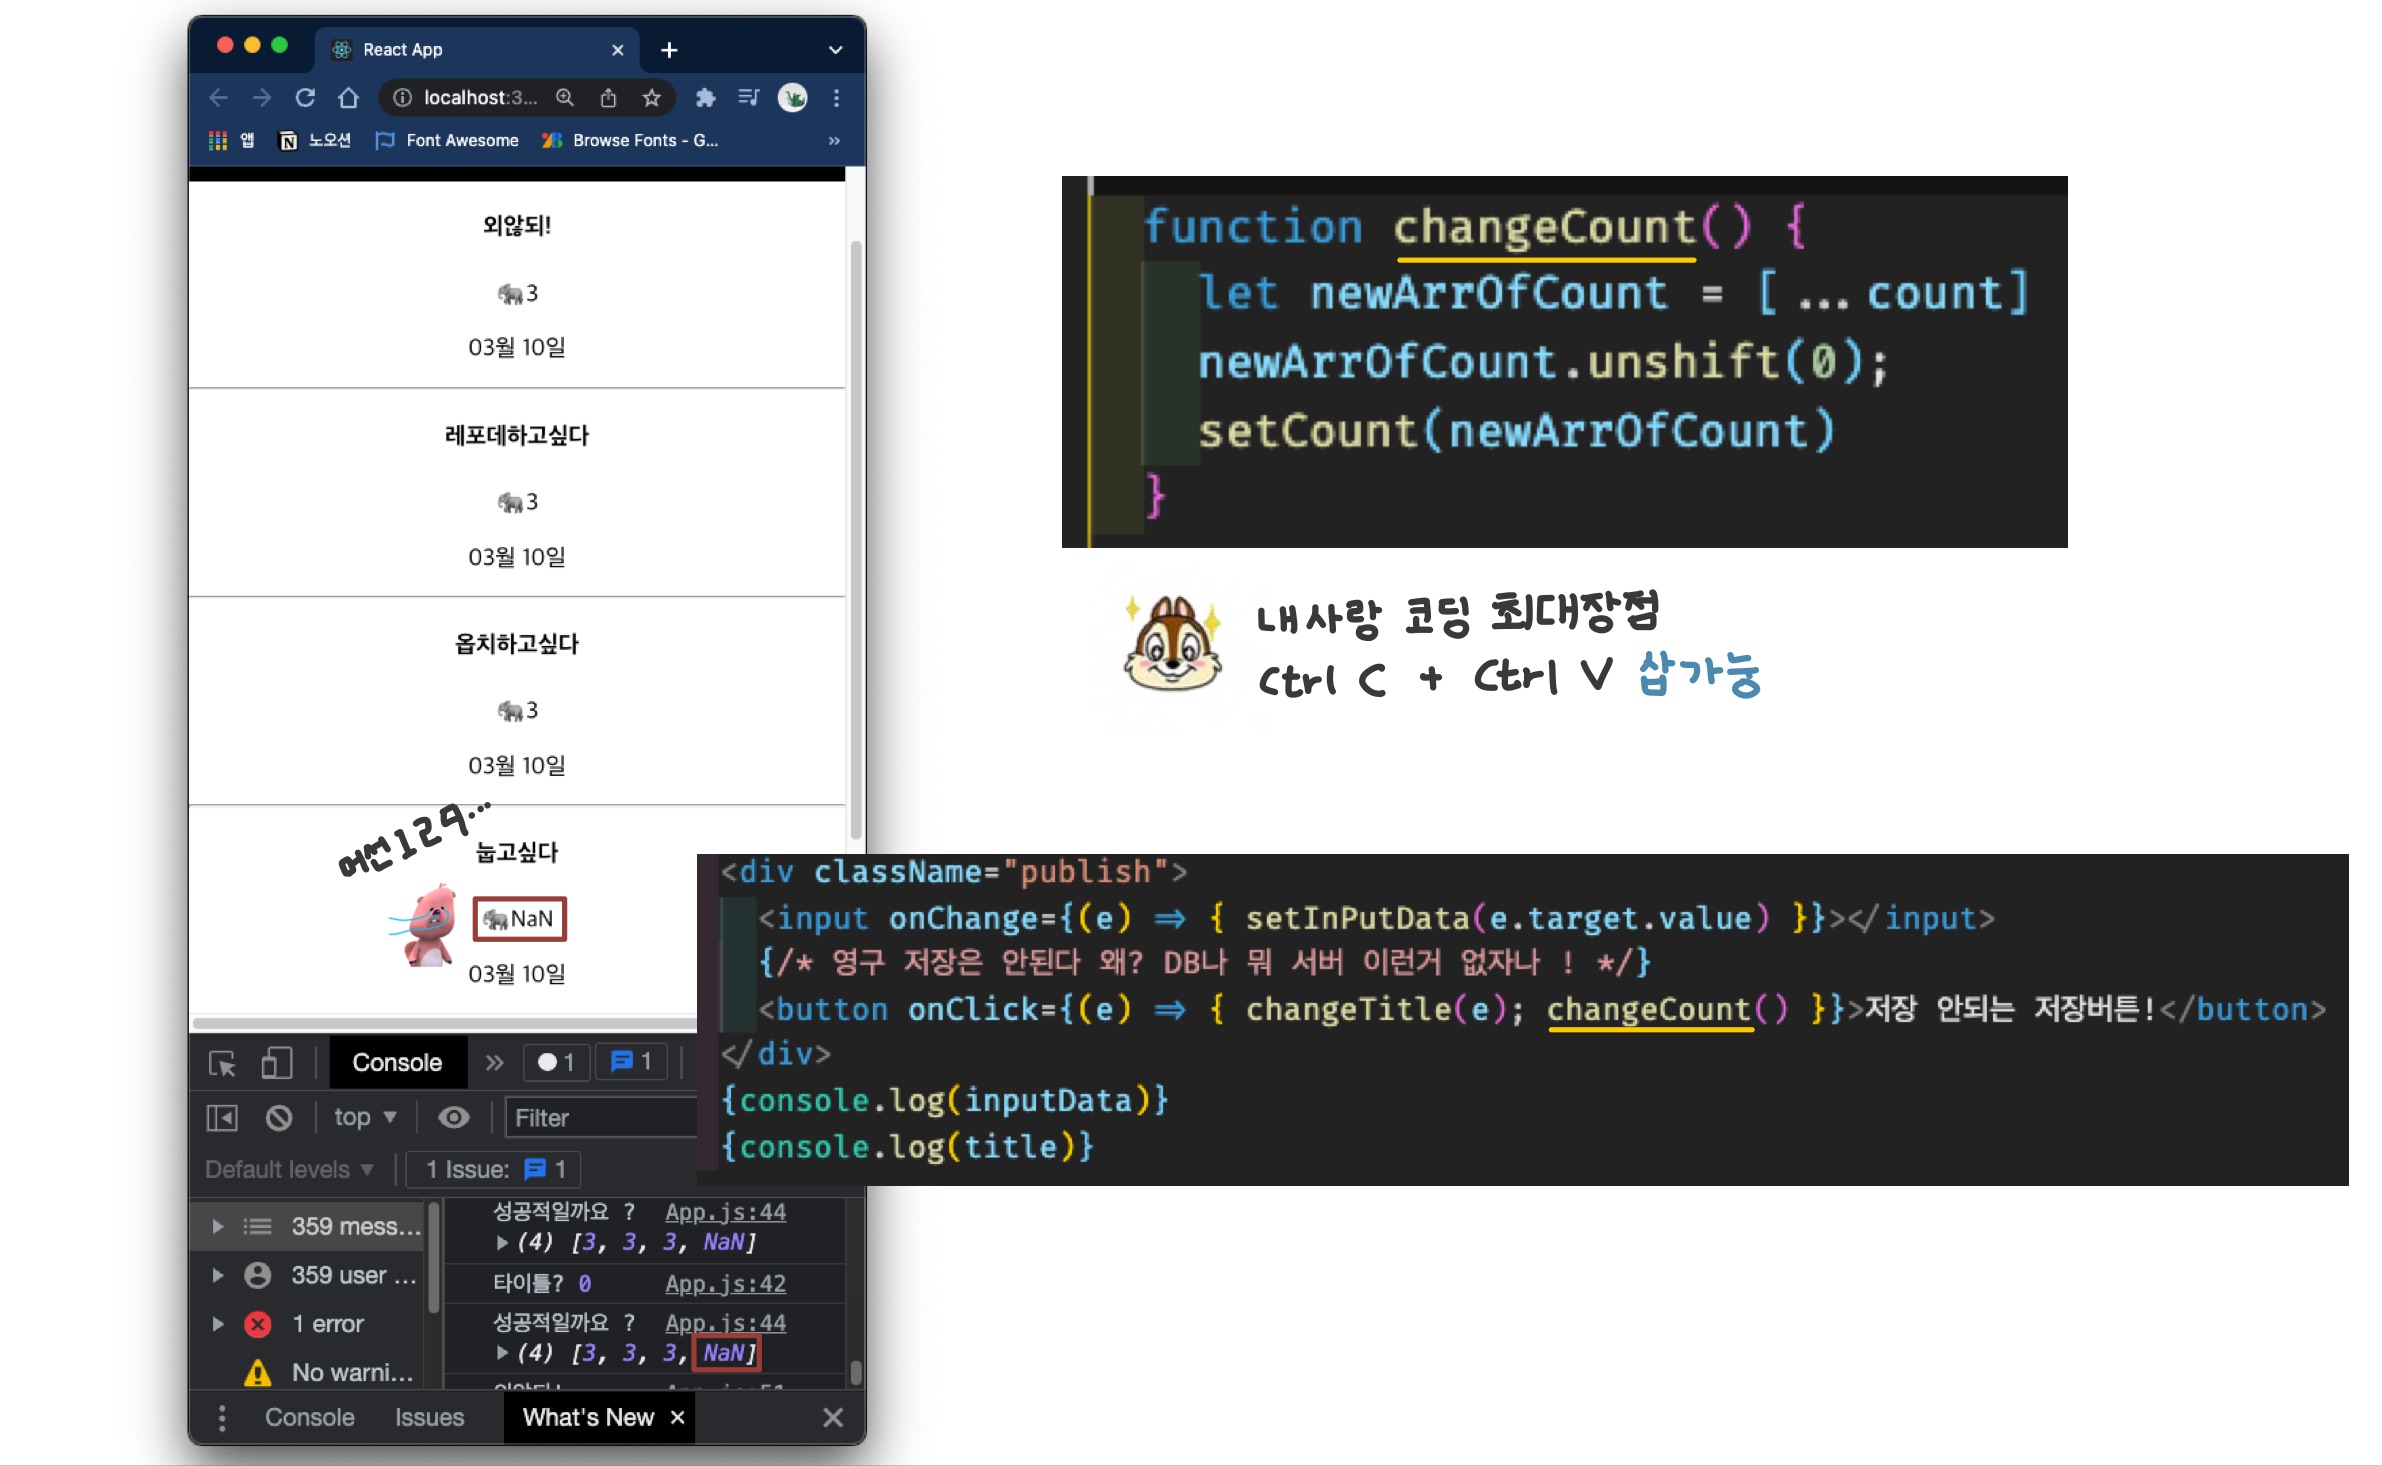 React App
localhost:3...
앱
노오션
Font Awesome
Browse Fonts - G...
외않되!
3
03월 10일
레포데하고싶다
3
03월 10일
옵치하고싶다
3
03월 10일
머선129...
눕고싶다
NaN
03월 10일
Console
1
1
top
Filter
Default levels
1 Issue: 1
359 mess...
359 user ...
1 error
No warni...
성공적일까요 ? App.js:44
(4) [3, 3, 3, NaN]
타이틀? 0 App.js:42
성공적일까요 ? App.js:44
(4) [3, 3, 3, NaN]
Console
Issues
What's New
function changeCount() {
let newArrOfCount = [...count]
newArrOfCount.unshift(0);
setCount(newArrOfCount)
}
내사랑 코딩 최대장점
Ctrl C + Ctrl V 삽가능
<div className="publish">
<input onChange={(e) => { setInPutData(e.target.value) }}></input>
{/* 영구 저장은 안된다 왜? DB나 뭐 서버 이런거 없자나 ! */}
<button onClick={(e) => { changeTitle(e); changeCount() }}>저장 안되는 저장버튼!</button>
</div>
{console.log(inputData)}
{console.log(title)}